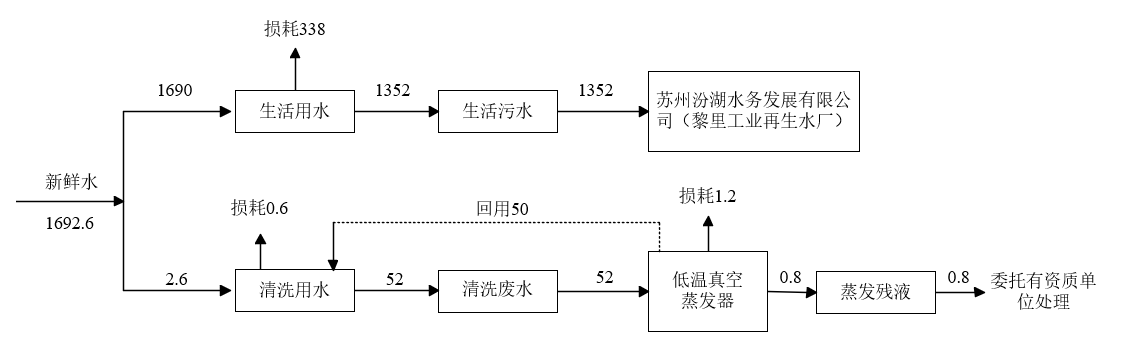 损耗338
1690
生活用水
1352
生活污水
1352
苏州汾湖水务发展有限公
司（黎里工业再生水厂）
新鲜水
1692.6
损耗0.6
回用50
损耗1.2
2.6
清洗用水
52
清洗废水
52
低温真空
蒸发器
0.8
蒸发残液
0.8
委托有资质单
位处理